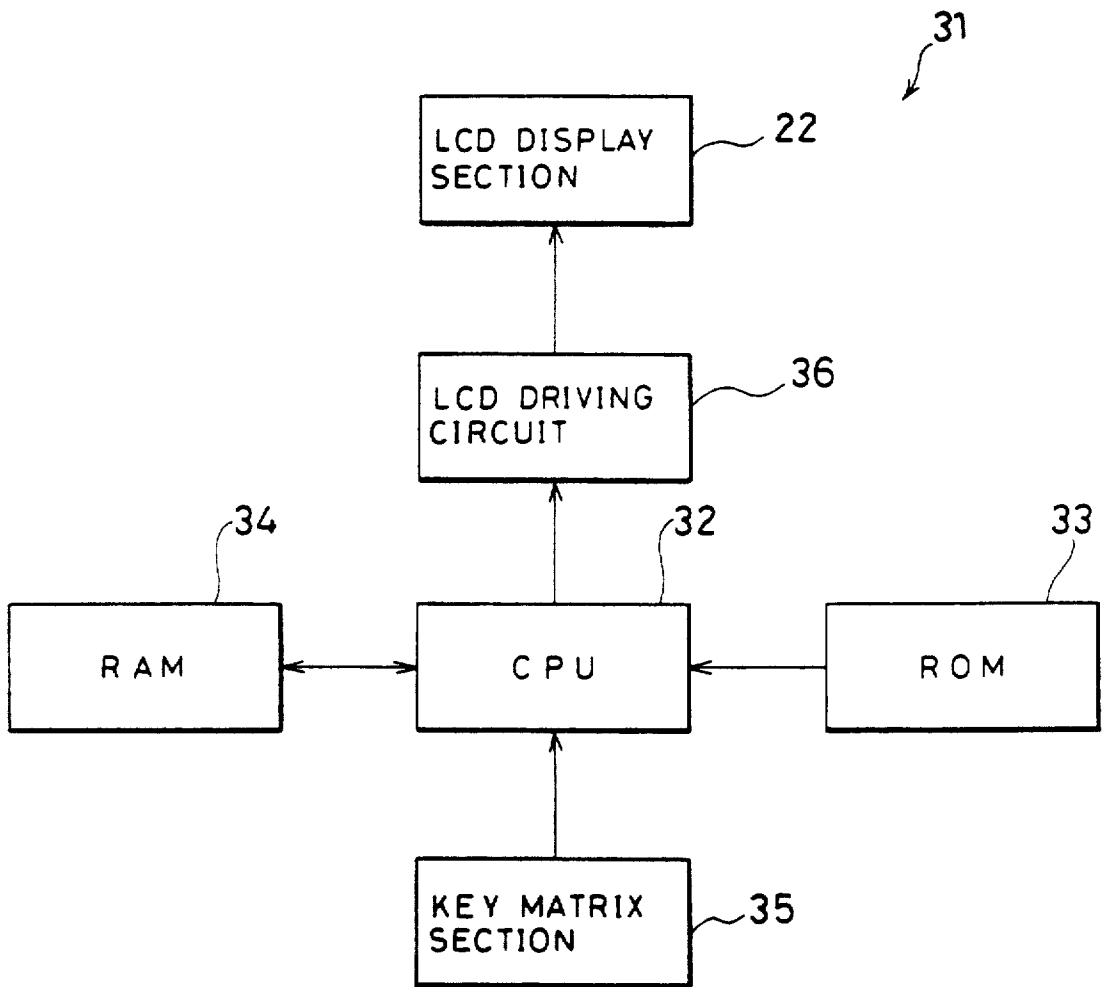 31
LCD DISPLAY
SECTION
22
LCD DRIVING
CIRCUIT
36
34
32
33
RAM
CPU
ROM
KEY MATRIX
SECTION
35